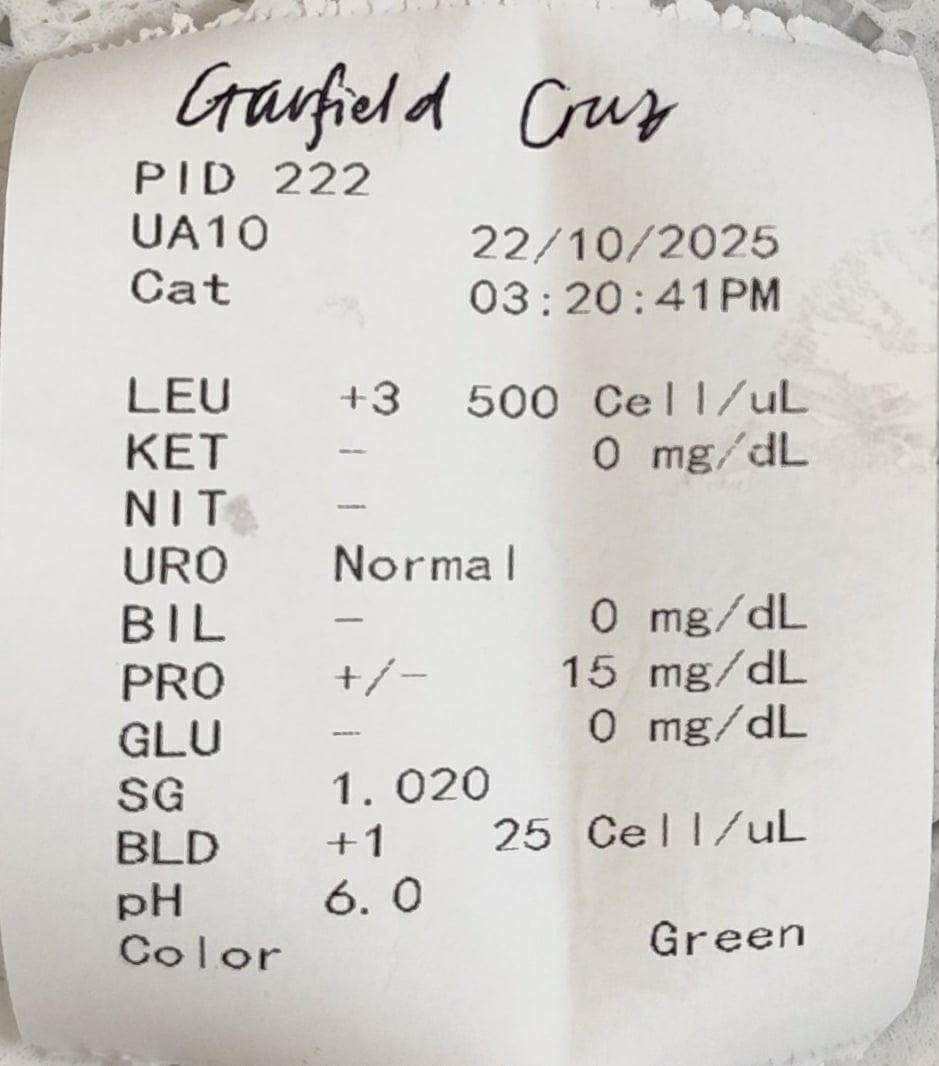 Garfield Cruz
PID 222
UA10 22/10/2025
Cat 03:20:41PM
LEU +3 500 Cell/uL
KET - 0 mg/dL
NIT -
URO Normal
BIL - 0 mg/dL
PRO +/- 15 mg/dL
GLU - 0 mg/dL
SG 1.020
BLD +1 25 Cell/uL
pH 6.0
Color Green